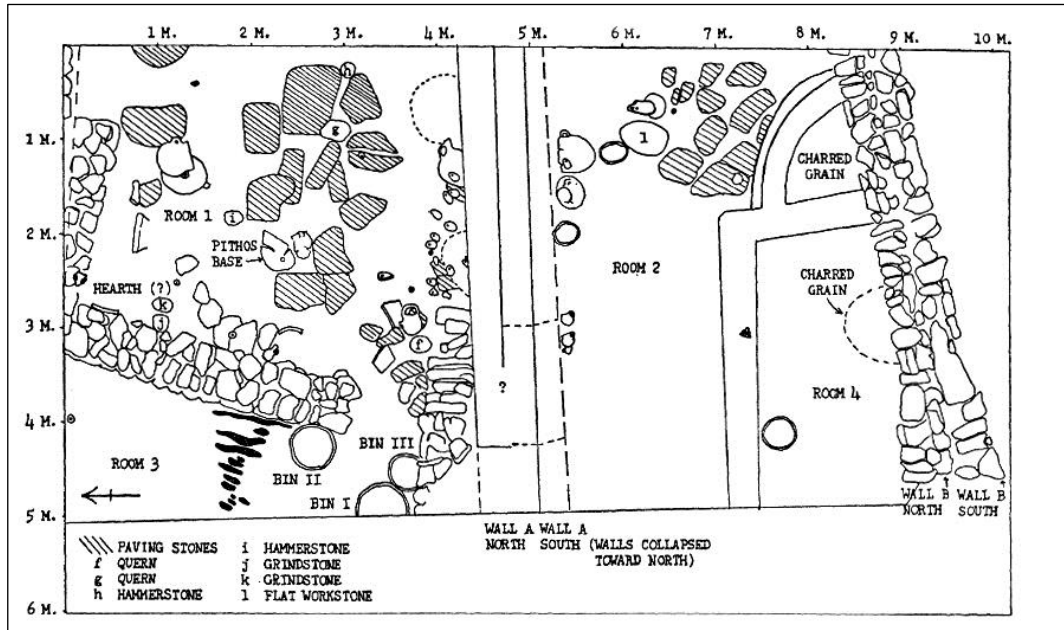 1 M. 2 M. 3 M. 4 M. 5 M. 6 M. 7 M. 8 M. 9 M. 10 M.
h
g
1 M.
l
CHARRED
GRAIN
ROOM 1 i
2 M.
PITHOS
BASE
ROOM 2
CHARRED
GRAIN
HEARTH (?)
k
3 M.
j
f
?
ROOM 4
4 M.
BIN III
ROOM 3
BIN II
BIN I
WALL B
NORTH
WALL B
SOUTH
5 M.
WALL A WALL A
NORTH SOUTH (WALLS COLLAPSED
TOWARD NORTH)
PAVING STONES
f QUERN
g QUERN
h HAMMERSTONE
i HAMMERSTONE
j GRINDSTONE
k GRINDSTONE
l FLAT WORKSTONE
6 M.